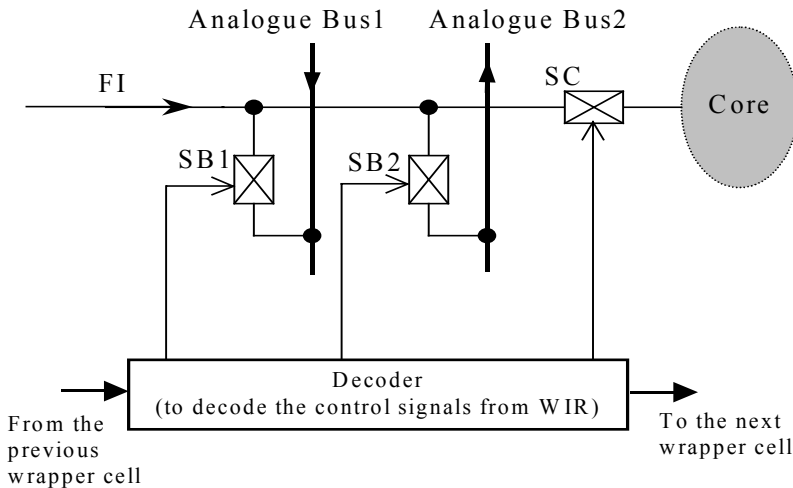 Analogue Bus1
Analogue Bus2
FI
SC
Core
SB1
SB2
Decoder
(to decode the control signals from WIR)
From the
previous
wrapper cell
To the next
wrapper cell